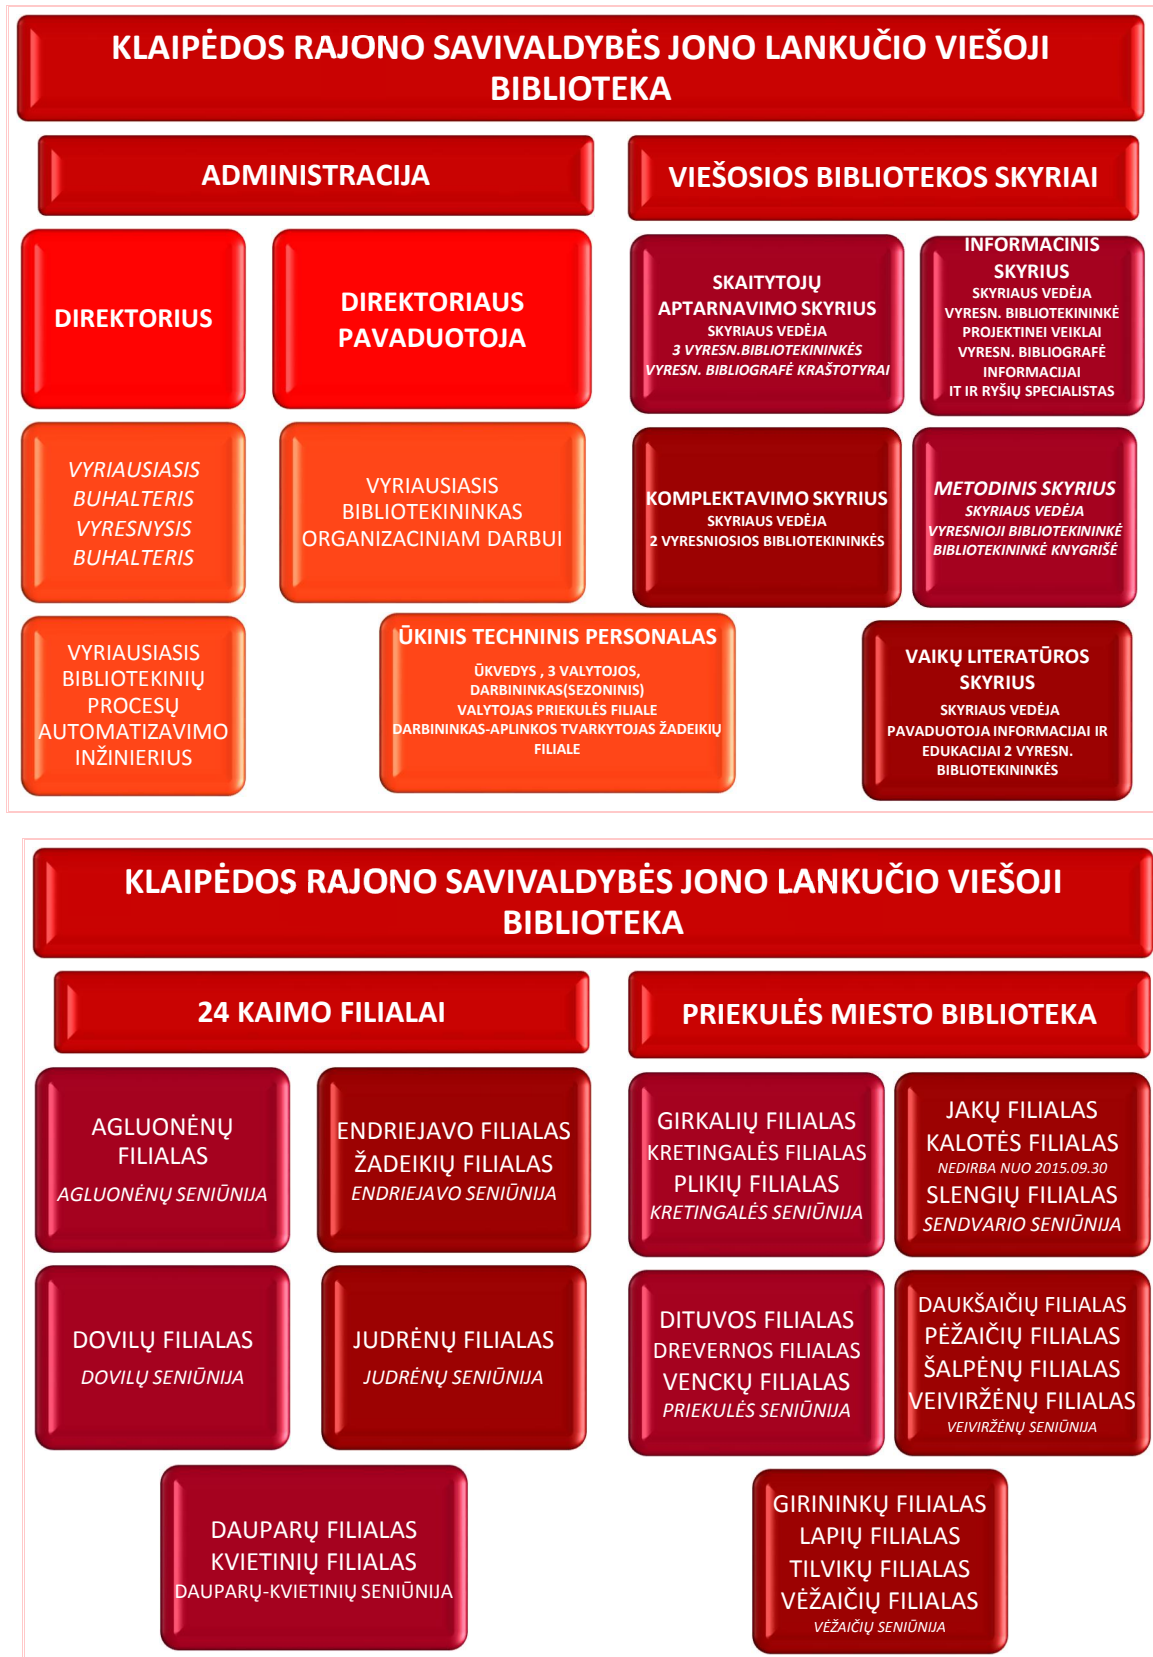 KLAIPĖDOS RAJONO SAVIVALDYBĖS JONO LANKUČIO VIEŠOJI
BIBLIOTEKA
ADMINISTRACIJA
VIEŠOSIOS BIBLIOTEKOS SKYRIAI
DIREKTORIUS
DIREKTORIAUS
PAVADUOTOJA
SKAITYTOJŲ
APTARNAVIMO SKYRIUS
SKYRIAUS VEDĖJA
3 VYRESN.BIBLIOTEKININKĖS
VYRESN. BIBLIOGRAFĖ KRAŠTOTYRAI
INFORMACINIS
SKYRIUS
SKYRIAUS VEDĖJA
VYRESN. BIBLIOTEKININKĖ
PROJEKTINEI VEIKLAI
VYRESN. BIBLIOGRAFĖ
INFORMACIJAI
IT IR RYŠIŲ SPECIALISTAS
VYRIAUSIASIS
BUHALTERIS
VYRESNYSIS
BUHALTERIS
VYRIAUSIASIS
BIBLIOTEKININKAS
ORGANIZACINIAM DARBUI
KOMPLEKTAVIMO SKYRIUS
SKYRIAUS VEDĖJA
2 VYRESNIOSIOS BIBLIOTEKININKĖS
METODINIS SKYRIUS
SKYRIAUS VEDĖJA
VYRESNIOJI BIBLIOTEKININKĖ
BIBLIOTEKININKĖ KNYGRIŠĖ
VYRIAUSIASIS
BIBLIOTEKINIŲ
PROCESŲ
AUTOMATIZAVIMO
INŽINIERIUS
ŪKINIS TECHNINIS PERSONALAS
ŪKVEDYS , 3 VALYTOJOS,
DARBININKAS(SEZONINIS)
VALYTOJAS PRIEKULĖS FILIALE
DARBININKAS-APLINKOS TVARKYTOJAS ŽADEIKIŲ
FILIALE
VAIKŲ LITERATŪROS
SKYRIUS
SKYRIAUS VEDĖJA
PAVADUOTOJA INFORMACIJAI IR
EDUKACIJAI 2 VYRESN.
BIBLIOTEKININKĖS
KLAIPĖDOS RAJONO SAVIVALDYBĖS JONO LANKUČIO VIEŠOJI
BIBLIOTEKA
24 KAIMO FILIALAI
PRIEKULĖS MIESTO BIBLIOTEKA
AGLUONĖNŲ
FILIALAS
AGLUONĖNŲ SENIŪNIJA
ENDRIEJAVO FILIALAS
ŽADEIKIŲ FILIALAS
ENDRIEJAVO SENIŪNIJA
GIRKALIŲ FILIALAS
KRETINGALĖS FILIALAS
PLIKIŲ FILIALAS
KRETINGALĖS SENIŪNIJA
JAKŲ FILIALAS
KALOTĖS FILIALAS
NEDIRBA NUO 2015.09.30
SLENGIŲ FILIALAS
SENDVARIO SENIŪNIJA
DOVILŲ FILIALAS
DOVILŲ SENIŪNIJA
JUDRĖNŲ FILIALAS
JUDRĖNŲ SENIŪNIJA
DITUVOS FILIALAS
DREVERNOS FILIALAS
VENCKŲ FILIALAS
PRIEKULĖS SENIŪNIJA
DAUKŠAIČIŲ FILIALAS
PĖŽAIČIŲ FILIALAS
ŠALPĖNŲ FILIALAS
VEIVIRŽĖNŲ FILIALAS
VEIVIRŽĖNŲ SENIŪNIJA
DAUPARŲ FILIALAS
KVIETINIŲ FILIALAS
DAUPARŲ-KVIETINIŲ SENIŪNIJA
GIRININKŲ FILIALAS
LAPIŲ FILIALAS
TILVIKŲ FILIALAS
VĖŽAIČIŲ FILIALAS
VĖŽAIČIŲ SENIŪNIJA